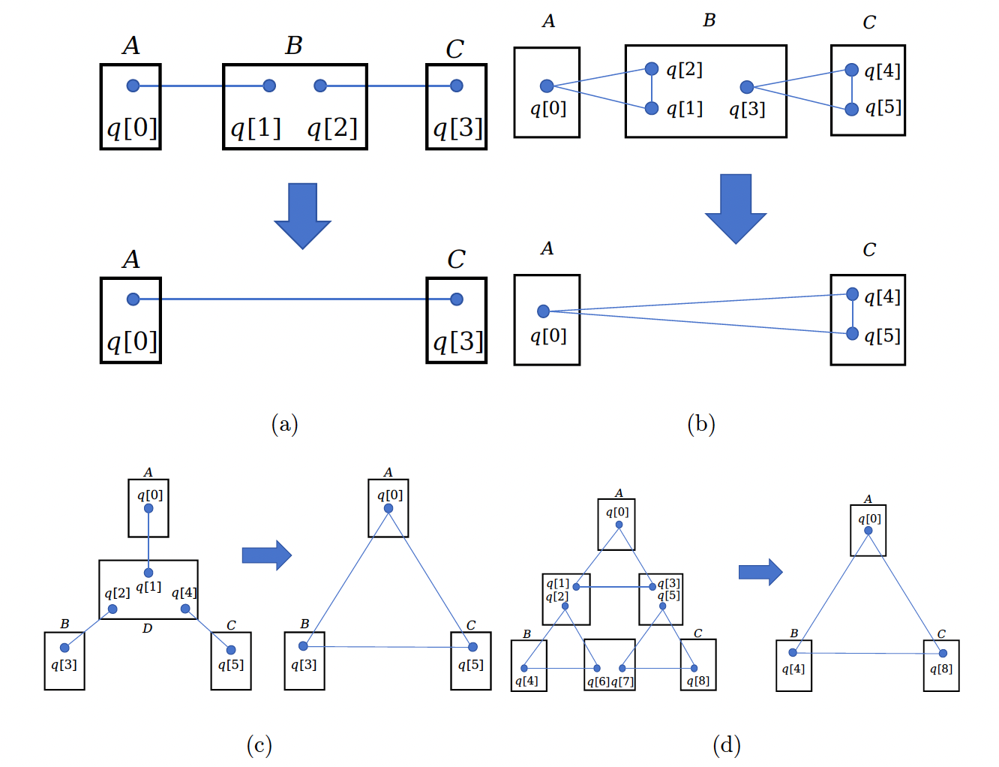 A B C
q[0] q[1] q[2] q[3]
A C
q[0] q[3]
(a)
A B C
q[2] q[4]
q[0] q[1] q[3] q[5]
A C
q[4]
q[0] q[5]
(b)
A
q[0]
q[1]
q[2] q[4]
B D C
q[3] q[5]
A
q[0]
B C
q[3] q[5]
(c)
A
q[0]
q[1] q[3]
q[2] q[5]
B C
q[4] q[6] q[7] q[8]
A
q[0]
B C
q[4] q[8]
(d)